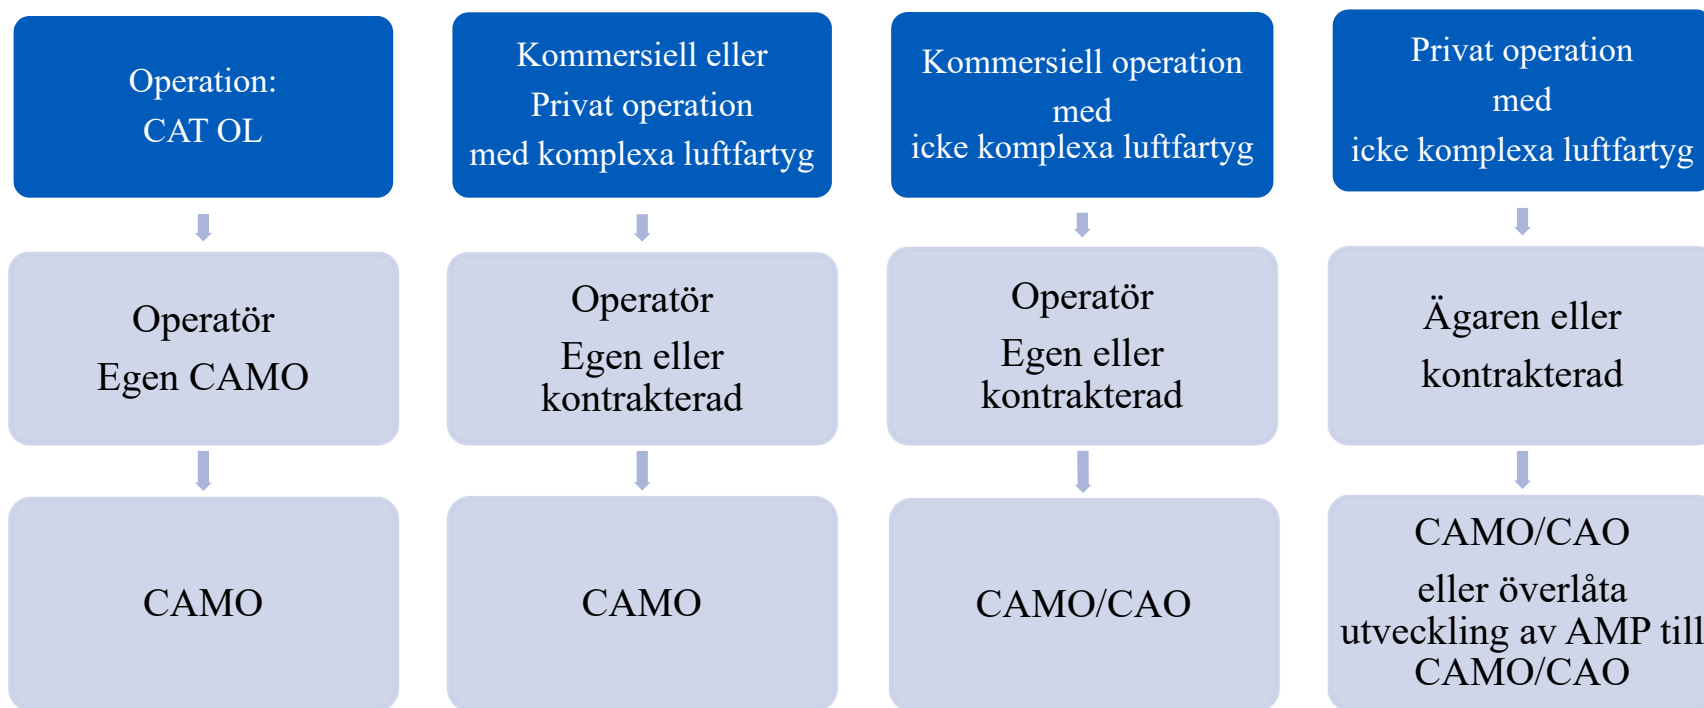 Operation:
CAT OL
Kommersiell eller
Privat operation
med komplexa luftfartyg
Kommersiell operation
med
icke komplexa luftfartyg
Privat operation
med
icke komplexa luftfartyg
Operatör
Egen CAMO
Operatör
Egen eller
kontrakterad
Operatör
Egen eller
kontrakterad
Ägaren eller
kontrakterad
CAMO
CAMO
CAMO/CAO
CAMO/CAO
eller överlåta
utveckling av AMP till
CAMO/CAO